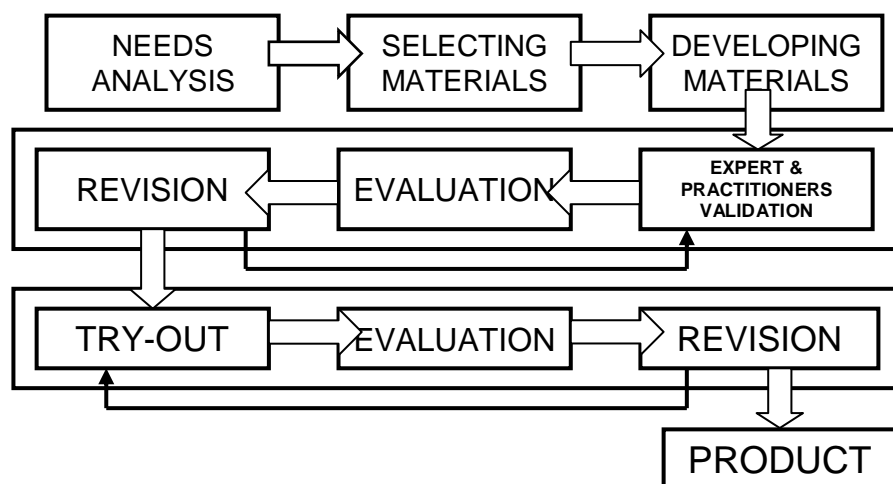 NEEDS
ANALYSIS
SELECTING
MATERIALS
DEVELOPING
MATERIALS
EXPERT &
PRACTITIONERS
VALIDATION
EVALUATION
REVISION
TRY-OUT
EVALUATION
REVISION
PRODUCT